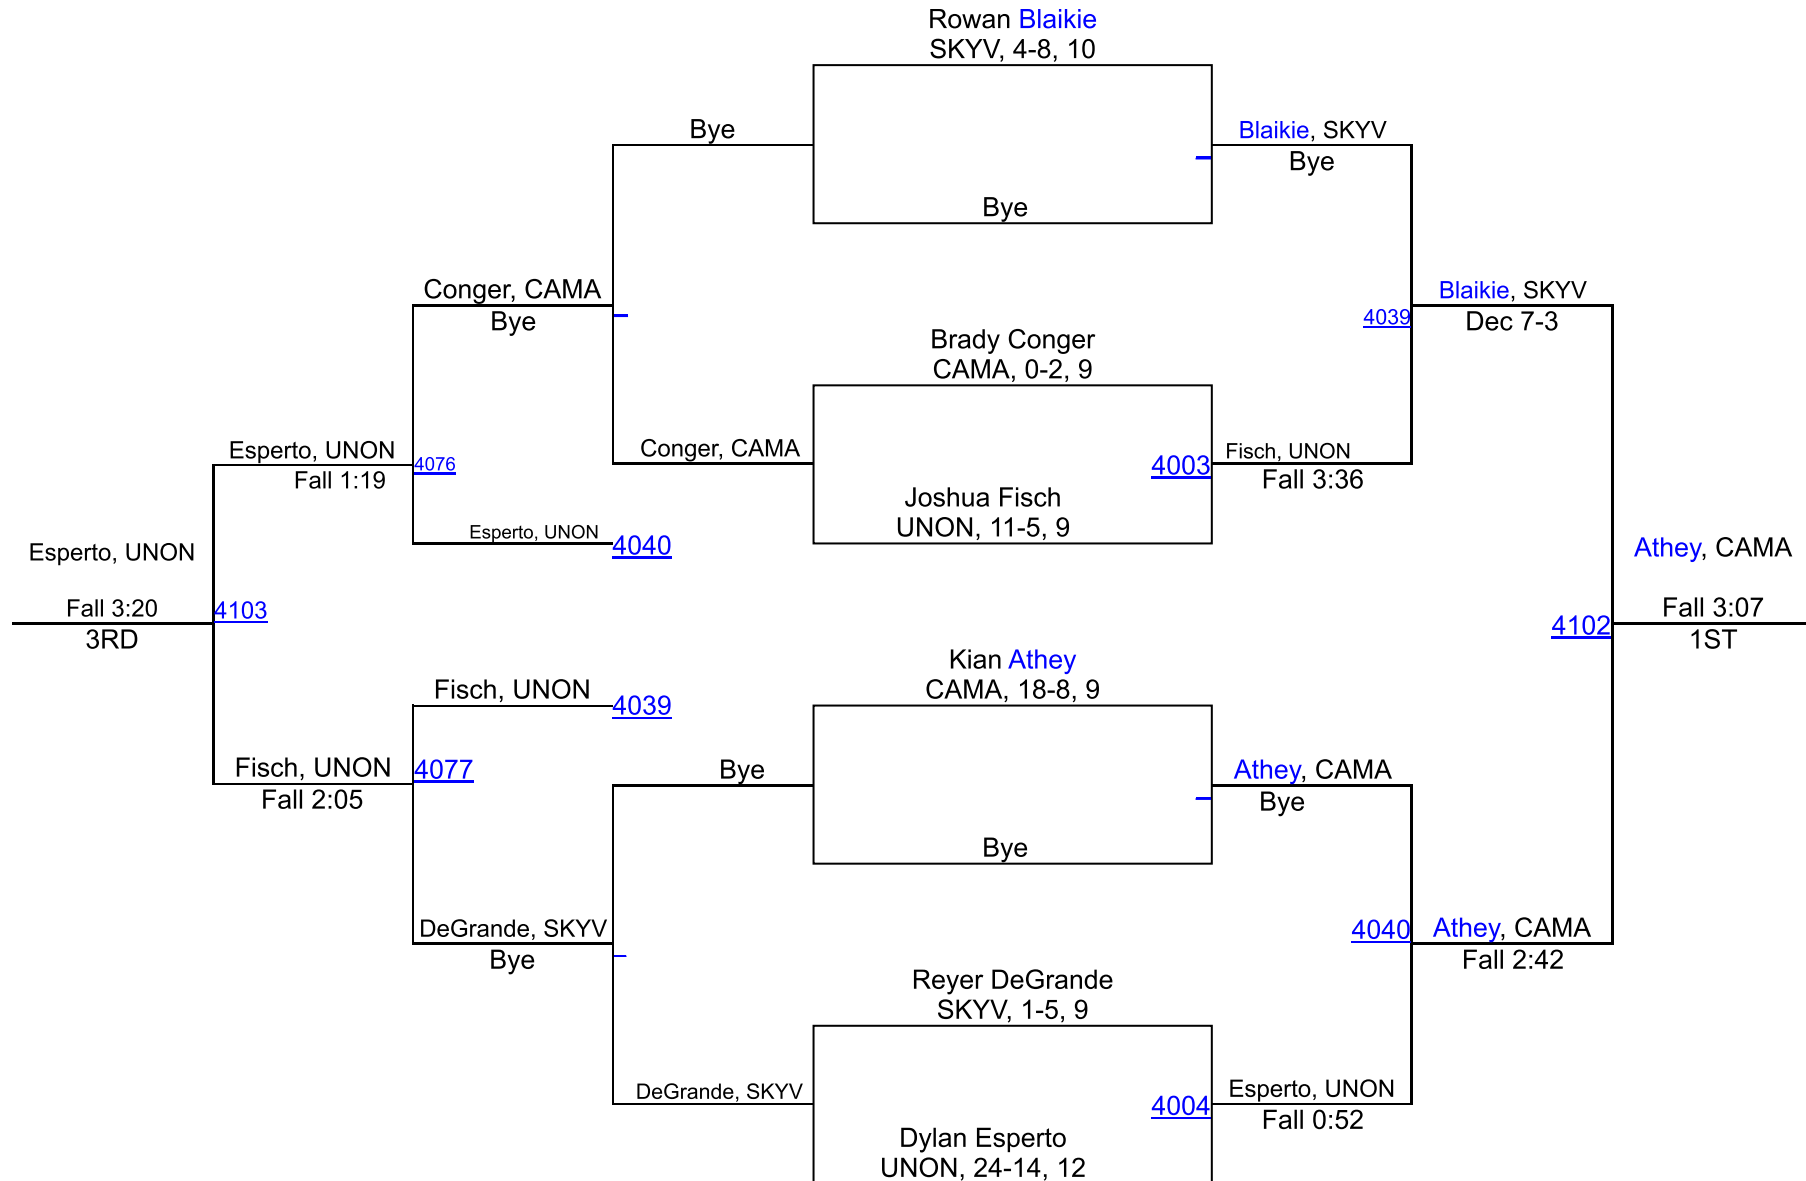 Rowan Blaikie
SKYV, 4-8, 10
Bye
Blaikie, SKYV
Bye
Bye
Conger, CAMA
Bye
Blaikie, SKYV
4039
Dec 7-3
Brady Conger
CAMA, 0-2, 9
Esperto, UNON
4076
Fall 1:19
Conger, CAMA
4003
Fisch, UNON
Fall 3:36
Joshua Fisch
UNON, 11-5, 9
Esperto, UNON
4040
Esperto, UNON
Athey, CAMA
Fall 3:20
4103
3RD
4102
Fall 3:07
1ST
Kian Athey
CAMA, 18-8, 9
Fisch, UNON
4039
Fisch, UNON
4077
Fall 2:05
Bye
Athey, CAMA
Bye
Bye
DeGrande, SKYV
Bye
4040
Athey, CAMA
Fall 2:42
Reyer DeGrande
SKYV, 1-5, 9
DeGrande, SKYV
4004
Esperto, UNON
Fall 0:52
Dylan Esperto
UNON, 24-14, 12